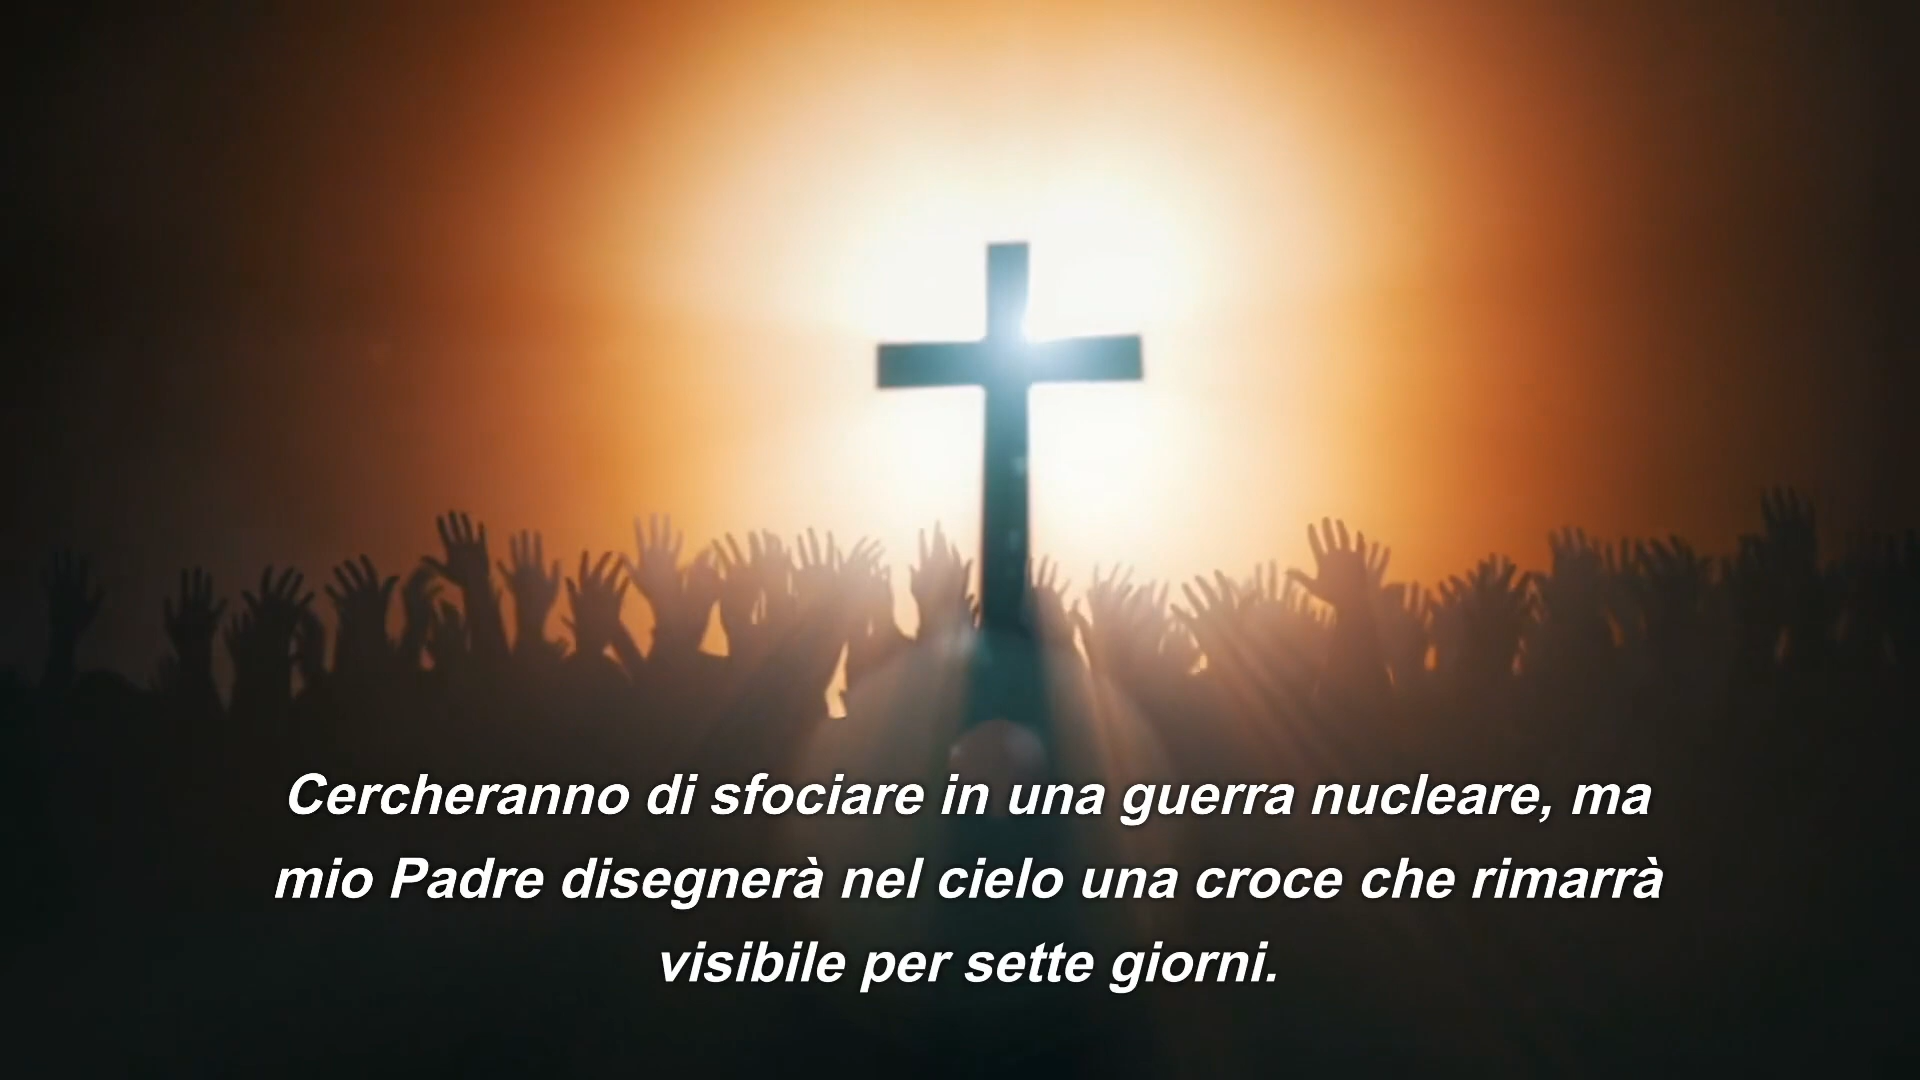 Cercheranno di sfociare in una guerra nucleare, ma
mio Padre disegnerà nel cielo una croce che rimarrà
visibile per sette giorni.